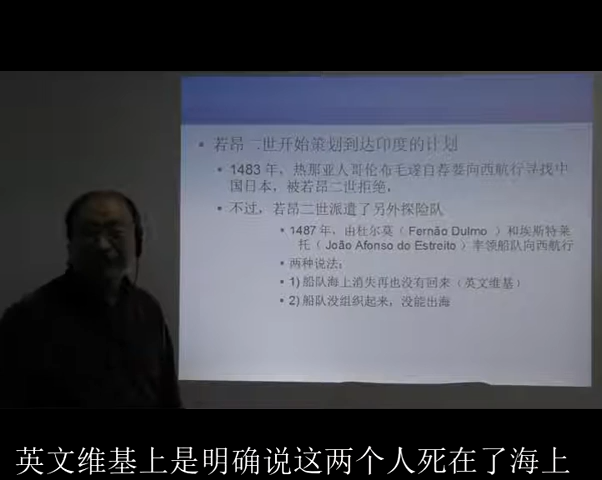 若昂二世开始策划到达印度的计划
1483 年，热那亚人哥伦布毛遂自荐要向西航行寻找中
国日本，被若昂二世拒绝，
不过，若昂二世派遣了另外探险队
1487 年，由杜尔莫（ Fernão Dulmo ）和埃斯特莱
托（ João Afonso do Estreito ）率领船队向西航行
两种说法：
1) 船队海上消失再也没有回来（英文维基）
2) 船队没组织起来，没能出海
英文维基上是明确说这两个人死在了海上